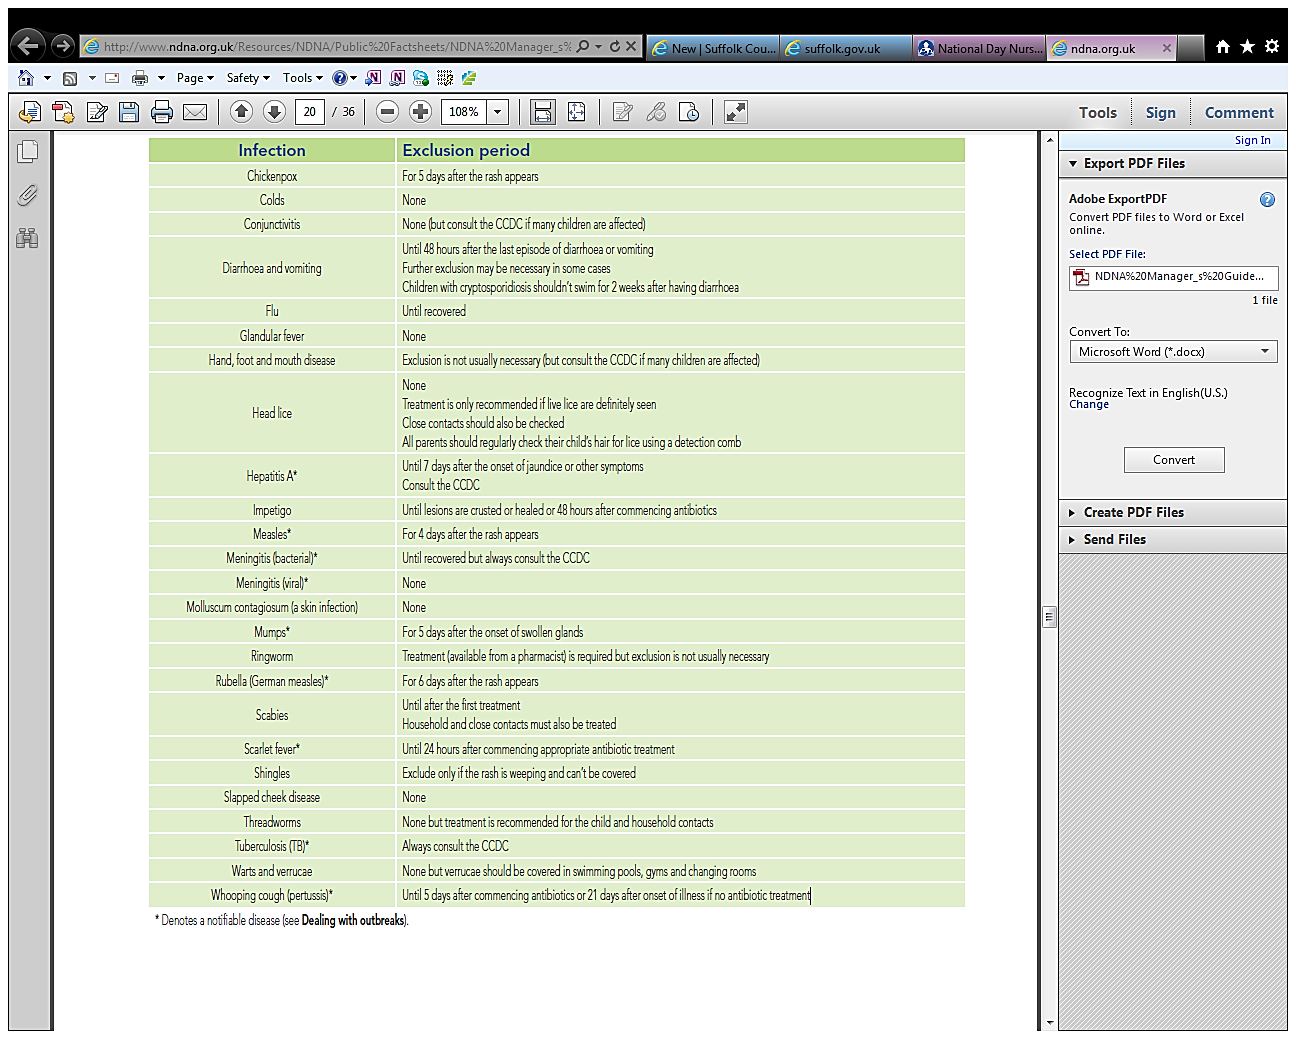 http://www.ndna.org.uk/Resources/NDNA/Public%20Factsheets/NDNA%20Manager_s%
New | Suffolk Cou...
suffolk.gov.uk
National Day Nurs...
ndna.org.uk
Page
Safety
Tools
20 / 36
108%
Tools
Sign
Comment
Infection Exclusion period
Chickenpox For 5 days after the rash appears
Colds None
Conjunctivitis None (but consult the CCDC if many children are affected)
Diarrhoea and vomiting Until 48 hours after the last episode of diarrhoea or vomiting
Further exclusion may be necessary in some cases
Children with cryptosporidiosis shouldn't swim for 2 weeks after having diarrhoea
Flu Until recovered
Glandular fever None
Hand, foot and mouth disease Exclusion is not usually necessary (but consult the CCDC if many children are affected)
Head lice None
Treatment is only recommended if live lice are definitely seen
Close contacts should also be checked
All parents should regularly check their child's hair for lice using a detection comb
Hepatitis A* Until 7 days after the onset of jaundice or other symptoms
Consult the CCDC
Impetigo Until lesions are crusted or healed or 48 hours after commencing antibiotics
Measles* For 4 days after the rash appears
Meningitis (bacterial)* Until recovered but always consult the CCDC
Meningitis (viral)* None
Molluscum contagiosum (a skin infection) None
Mumps* For 5 days after the onset of swollen glands
Ringworm Treatment (available from a pharmacist) is required but exclusion is not usually necessary
Rubella (German measles)* For 6 days after the rash appears
Scabies Until after the first treatment
Household and close contacts must also be treated
Scarlet fever* Until 24 hours after commencing appropriate antibiotic treatment
Shingles Exclude only if the rash is weeping and can't be covered
Slapped cheek disease None
Threadworms None but treatment is recommended for the child and household contacts
Tuberculosis (TB)* Always consult the CCDC
Warts and verrucae None but verrucae should be covered in swimming pools, gyms and changing rooms
Whooping cough (pertussis)* Until 5 days after commencing antibiotics or 21 days after onset of illness if no antibiotic treatment
* Denotes a notifiable disease (see Dealing with outbreaks).
Sign In
Export PDF Files
Adobe ExportPDF
Convert PDF files to Word or Excel
online.
Select PDF File:
NDNA%20Manager_s%20Guide...
1 file
Convert To:
Microsoft Word (*.docx)
Recognize Text in English(U.S.)
Change
Convert
Create PDF Files
Send Files